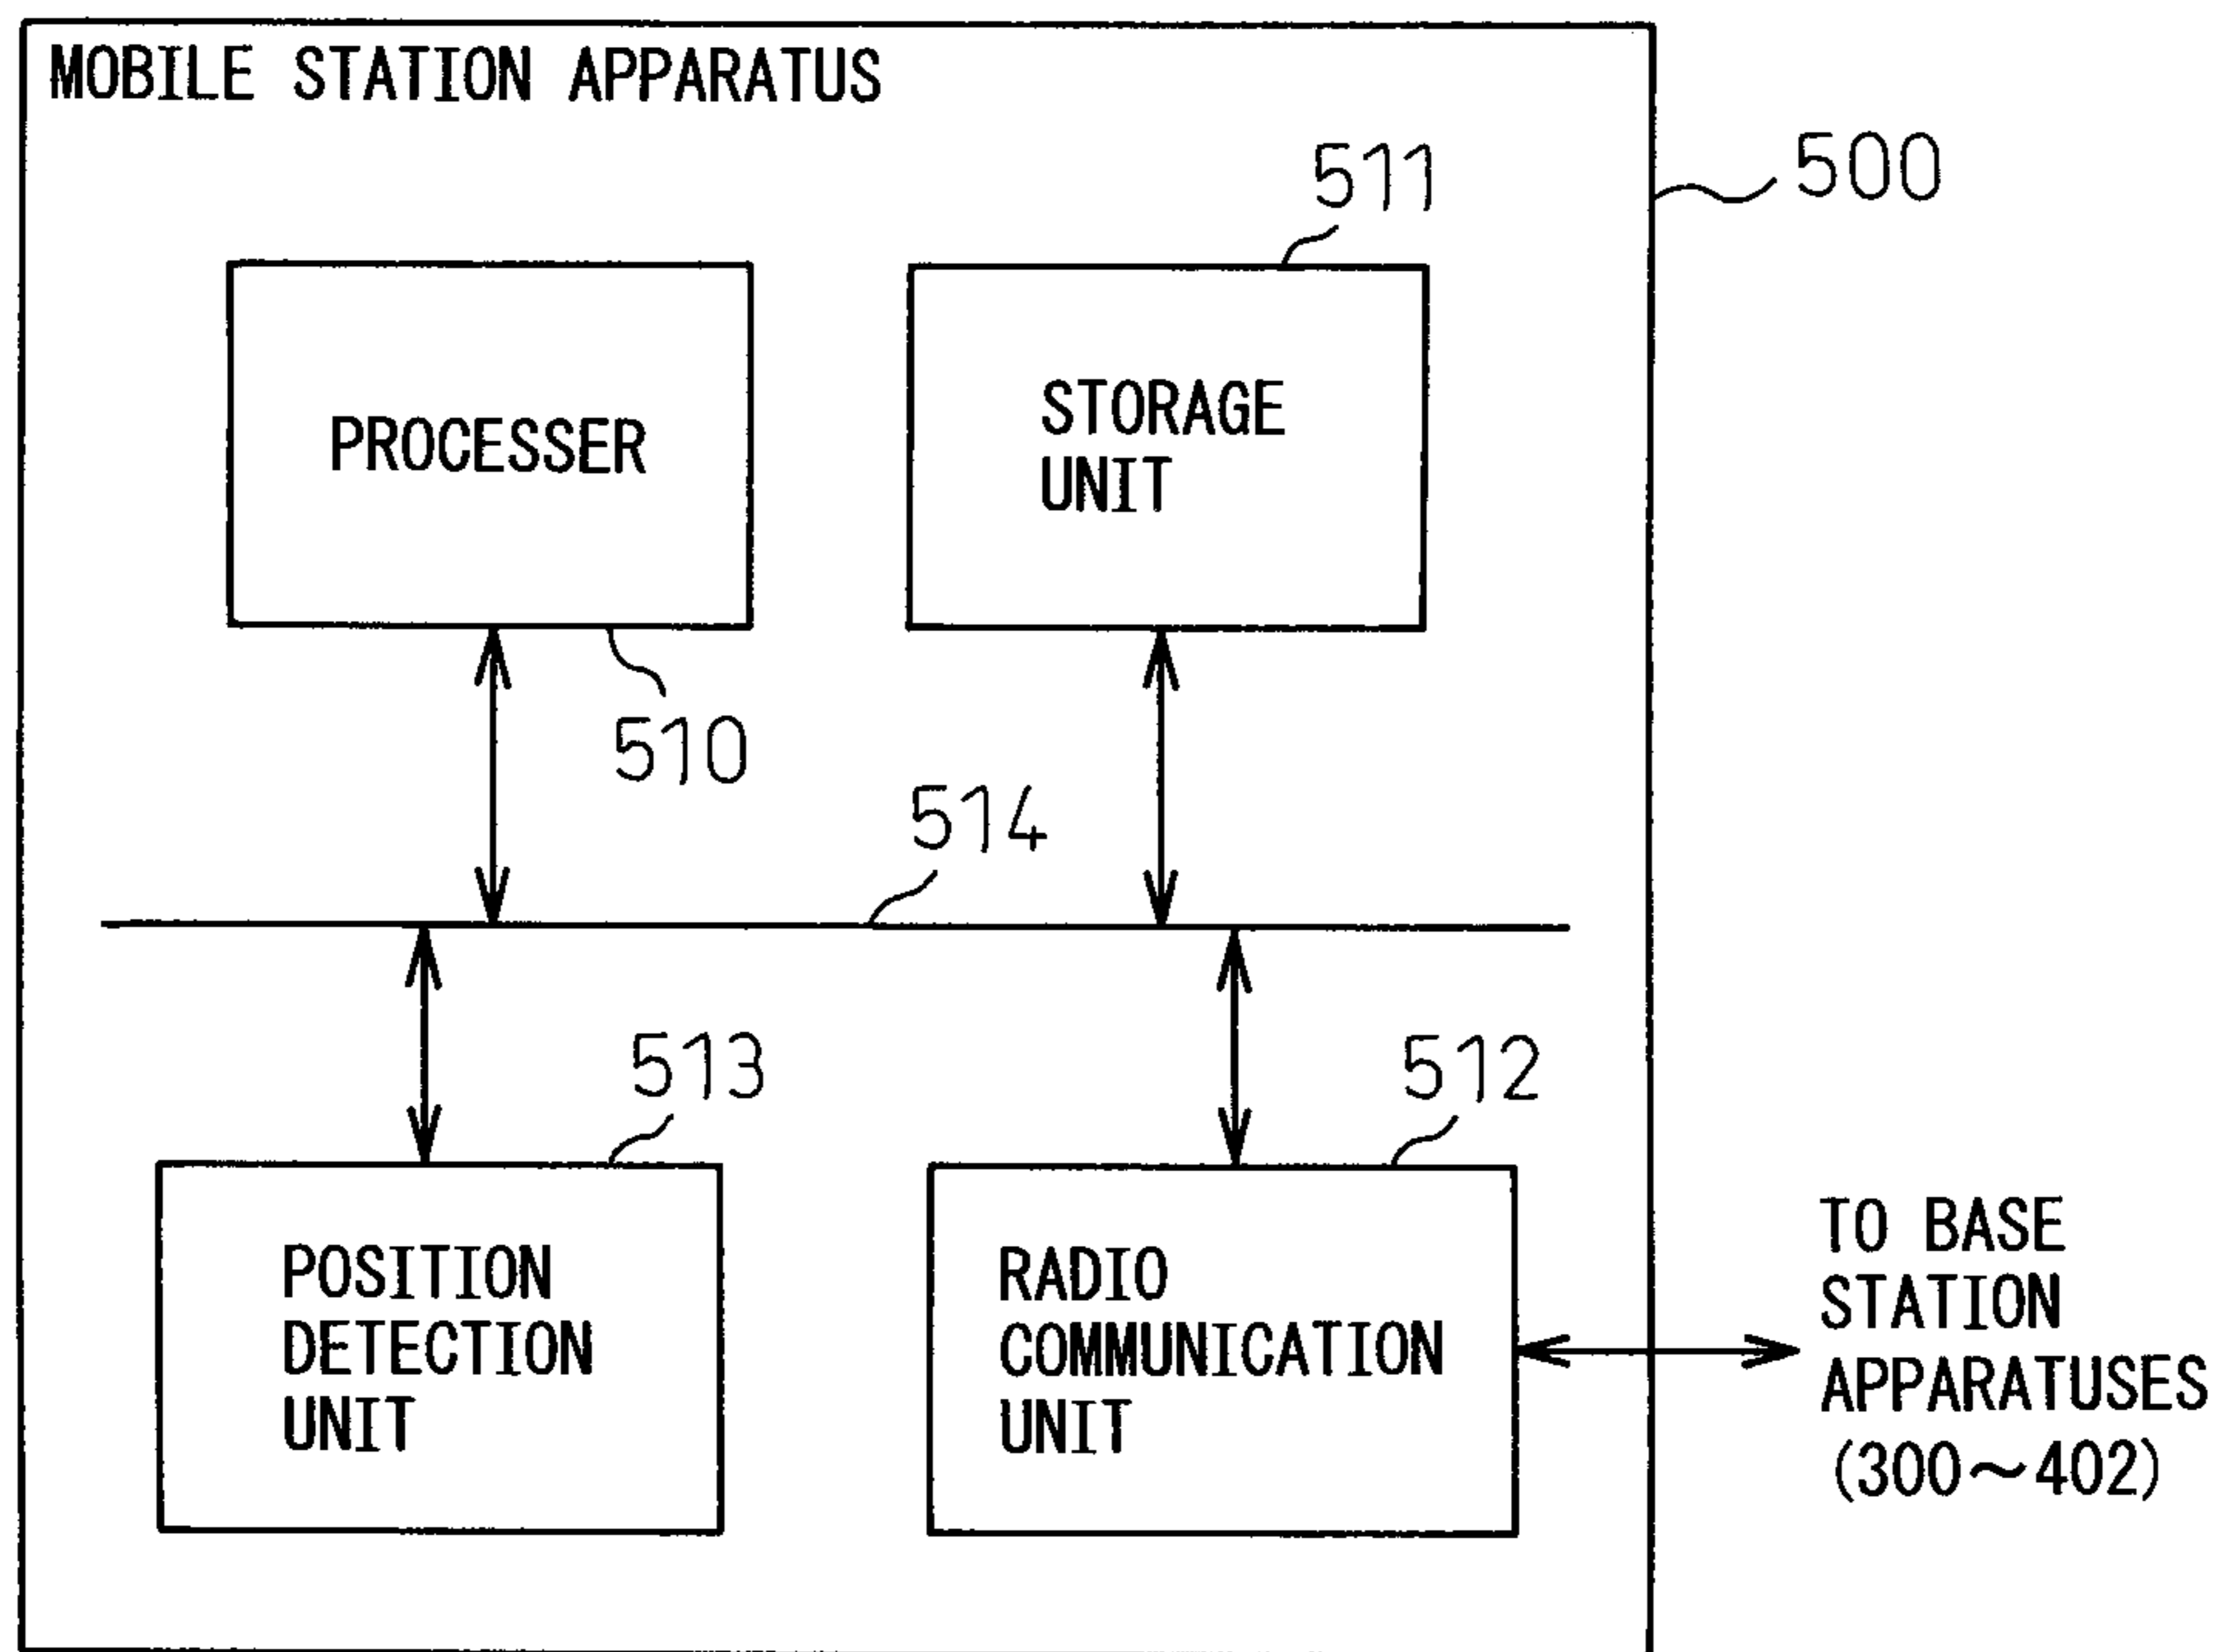 MOBILE STATION APPARATUS
500
511
PROCESSER
STORAGE
UNIT
510
514
513
512
POSITION
DETECTION
UNIT
RADIO
COMMUNICATION
UNIT
TO BASE
STATION
APPARATUSES
(300～402)